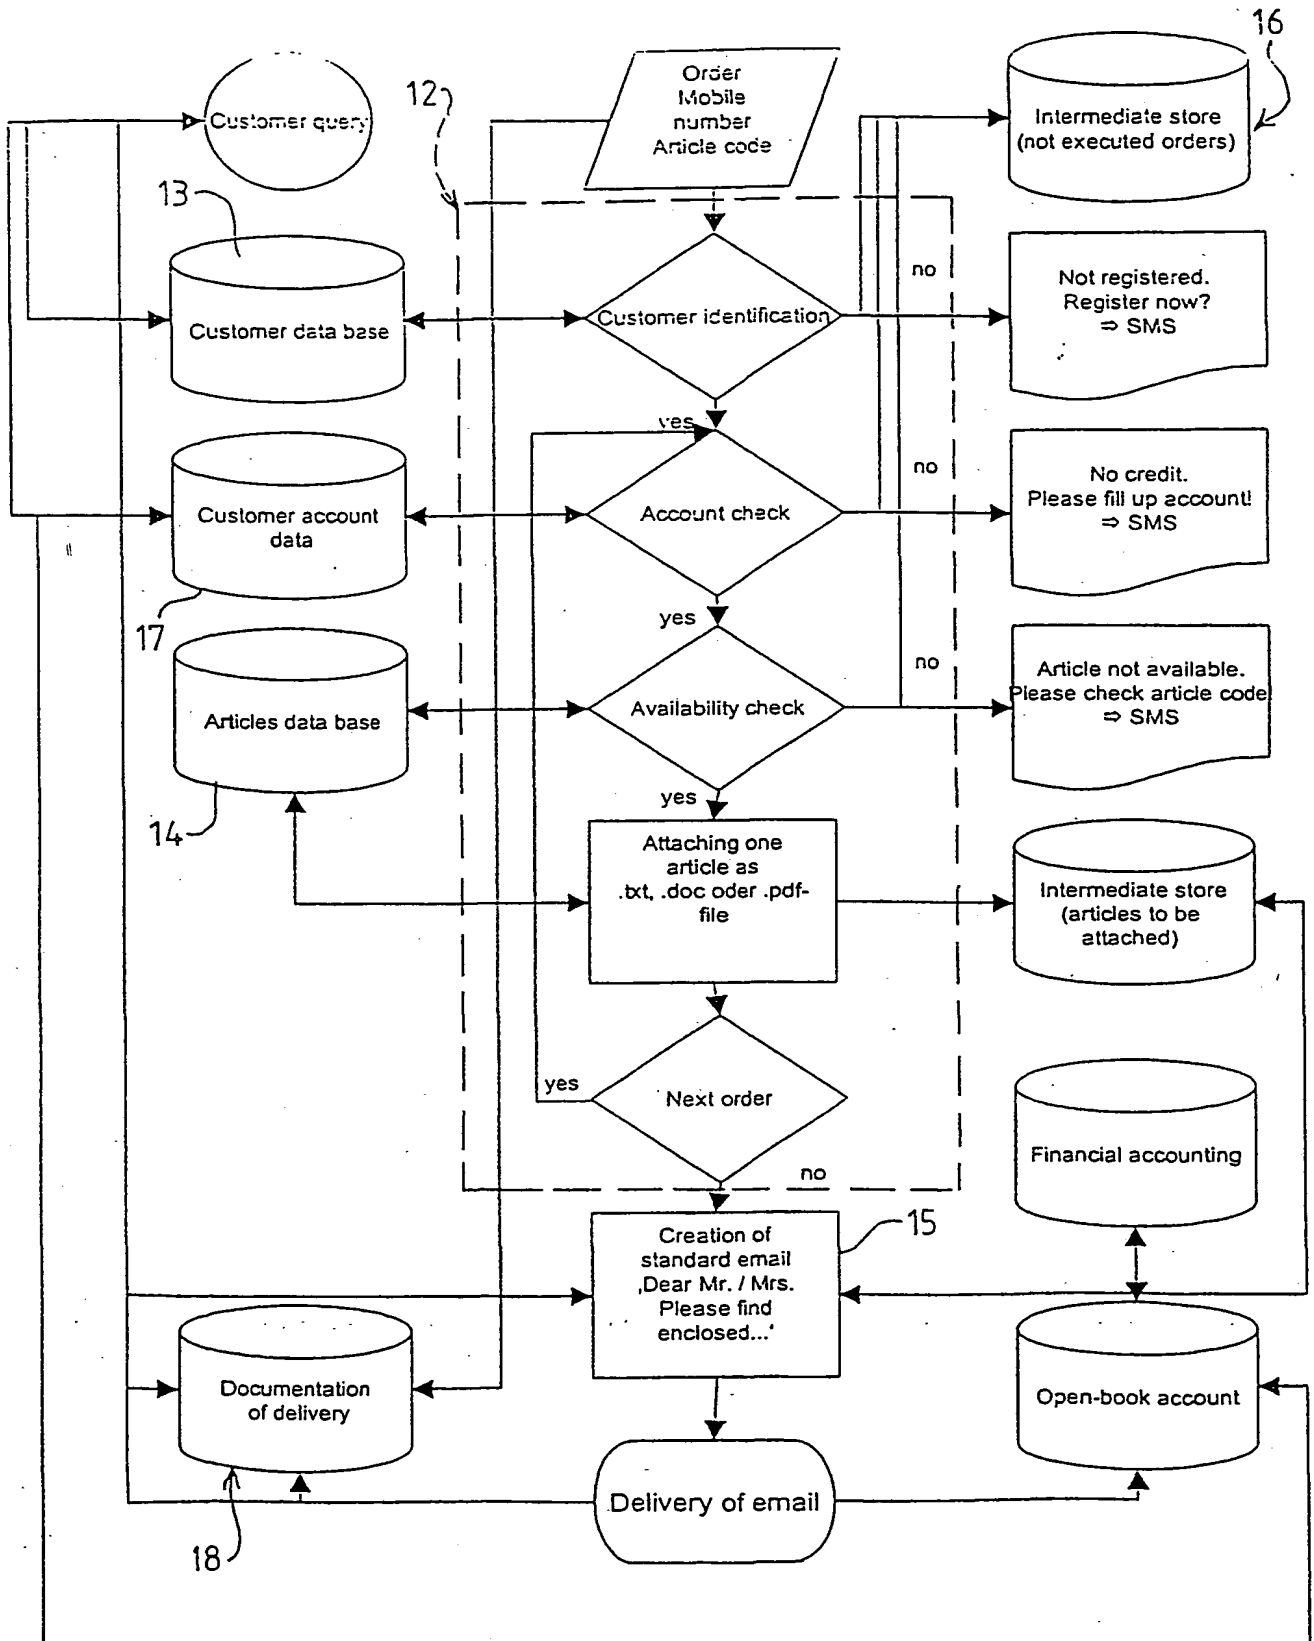 16
Order
Mobile
number
Article code
12
Customer query
Intermediate store
(not executed orders)
13
no
Not registered.
Register now?
⇒ SMS
Customer data base
Customer identification
yes
no
No credit.
Please fill up account!
⇒ SMS
Customer account
data
Account check
17
yes
no
Article not available.
Please check article code
⇒ SMS
Articles data base
Availability check
14
yes
Attaching one
article as
.txt, .doc oder .pdf-
file
Intermediate store
(articles to be
attached)
yes
Next order
Financial accounting
no
15
Creation of
standard email
‚Dear Mr. / Mrs.
Please find
enclosed...'
Documentation
of delivery
Open-book account
Delivery of email
18